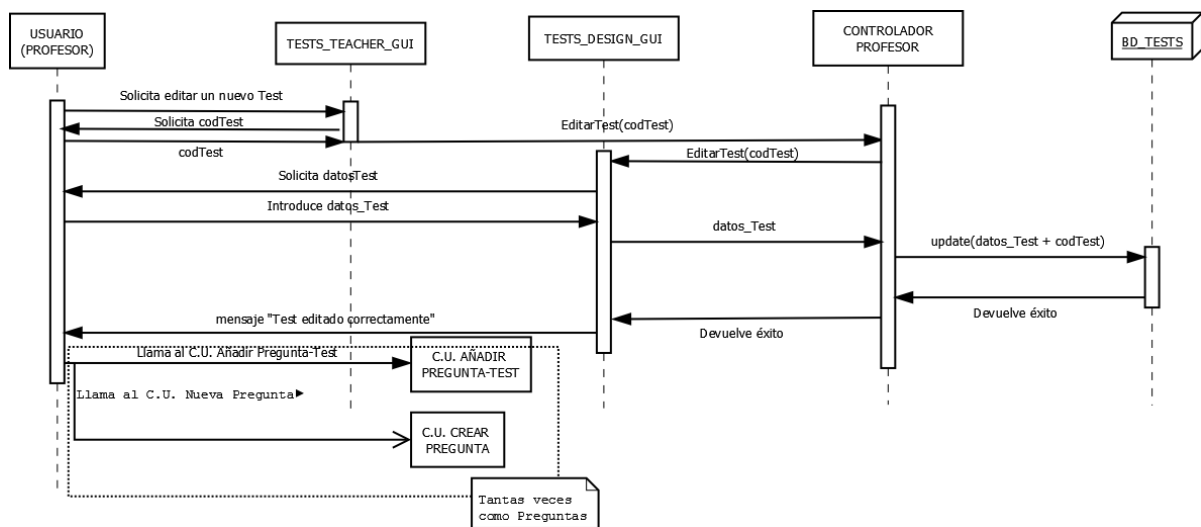 USUARIO
(PROFESOR)
TESTS_TEACHER_GUI
TESTS_DESIGN_GUI
CONTROLADOR
PROFESOR
BD_TESTS
Solicita editar un nuevo Test
Solicita codTest
codTest
EditarTest(codTest)
EditarTest(codTest)
Solicita datosTest
Introduce datos_Test
datos_Test
update(datos_Test + codTest)
Devuelve éxito
Devuelve éxito
mensaje "Test editado correctamente"
Llama al C.U. Añadir Pregunta-Test
C.U. AÑADIR
PREGUNTA-TEST
Llama al C.U. Nueva Pregunta
C.U. CREAR
PREGUNTA
Tantas veces
como Preguntas